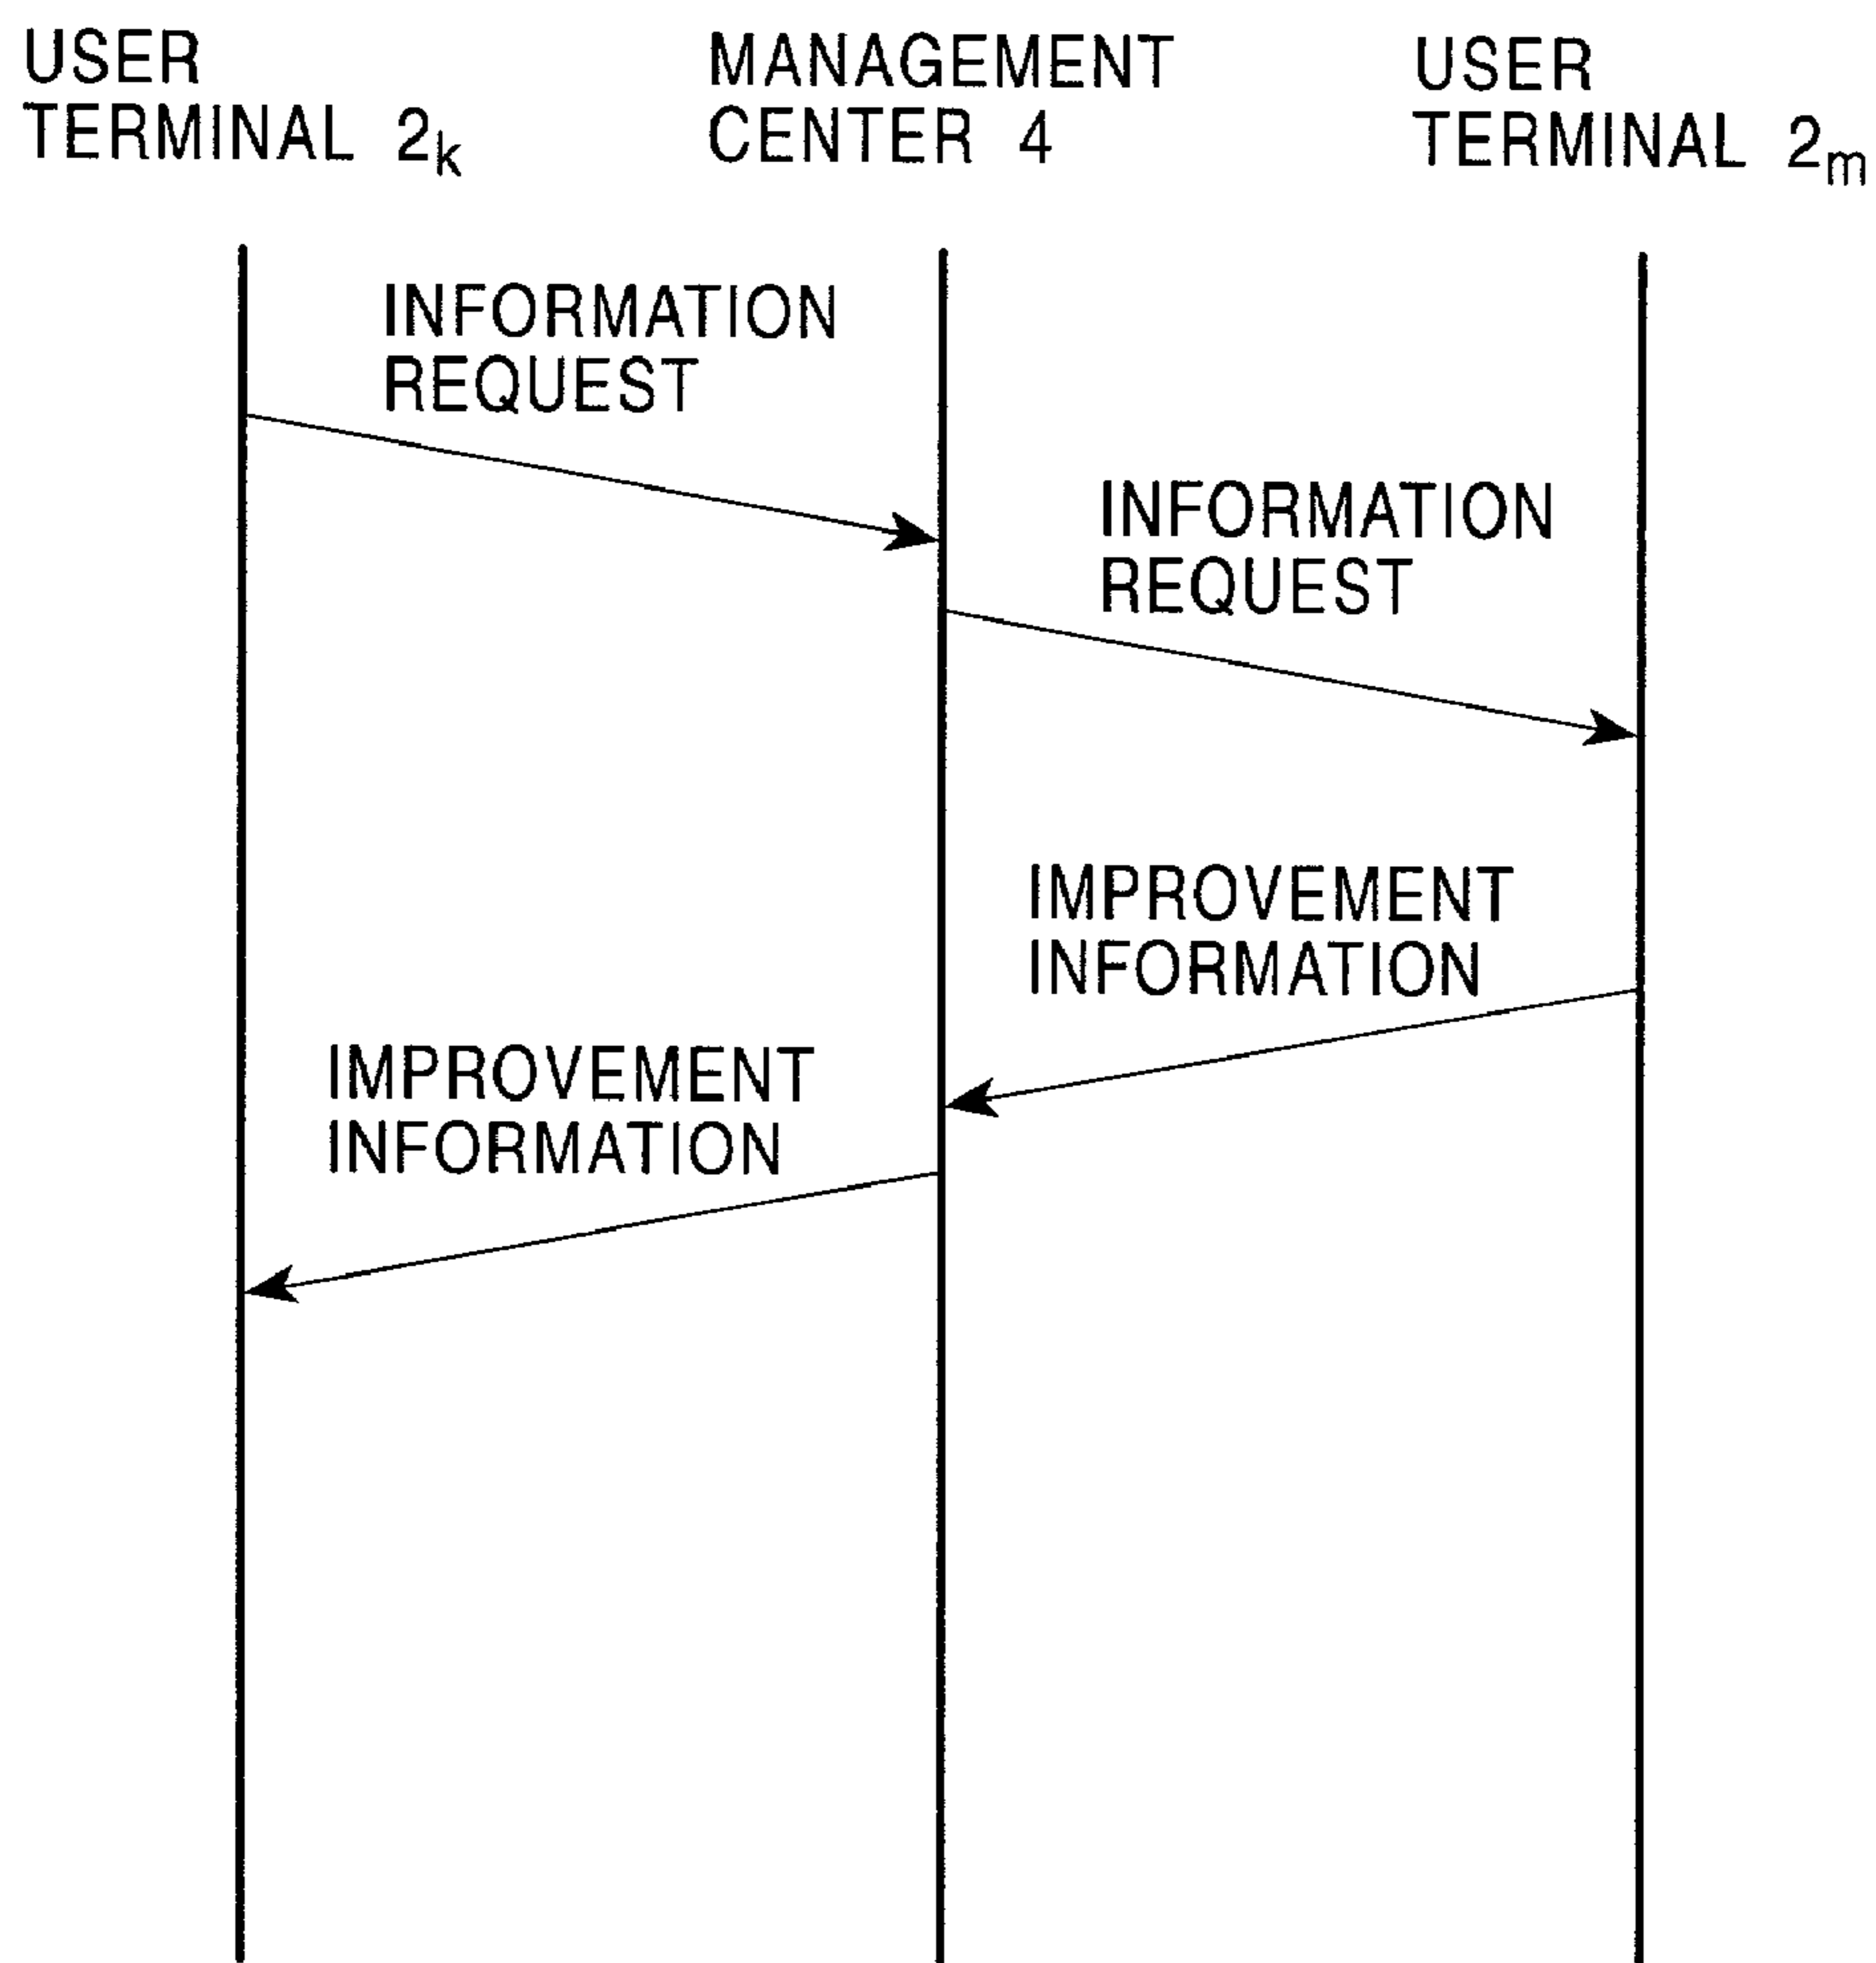 USER
TERMINAL 2k
MANAGEMENT
CENTER 4
USER
TERMINAL 2m
INFORMATION
REQUEST
INFORMATION
REQUEST
IMPROVEMENT
INFORMATION
IMPROVEMENT
INFORMATION